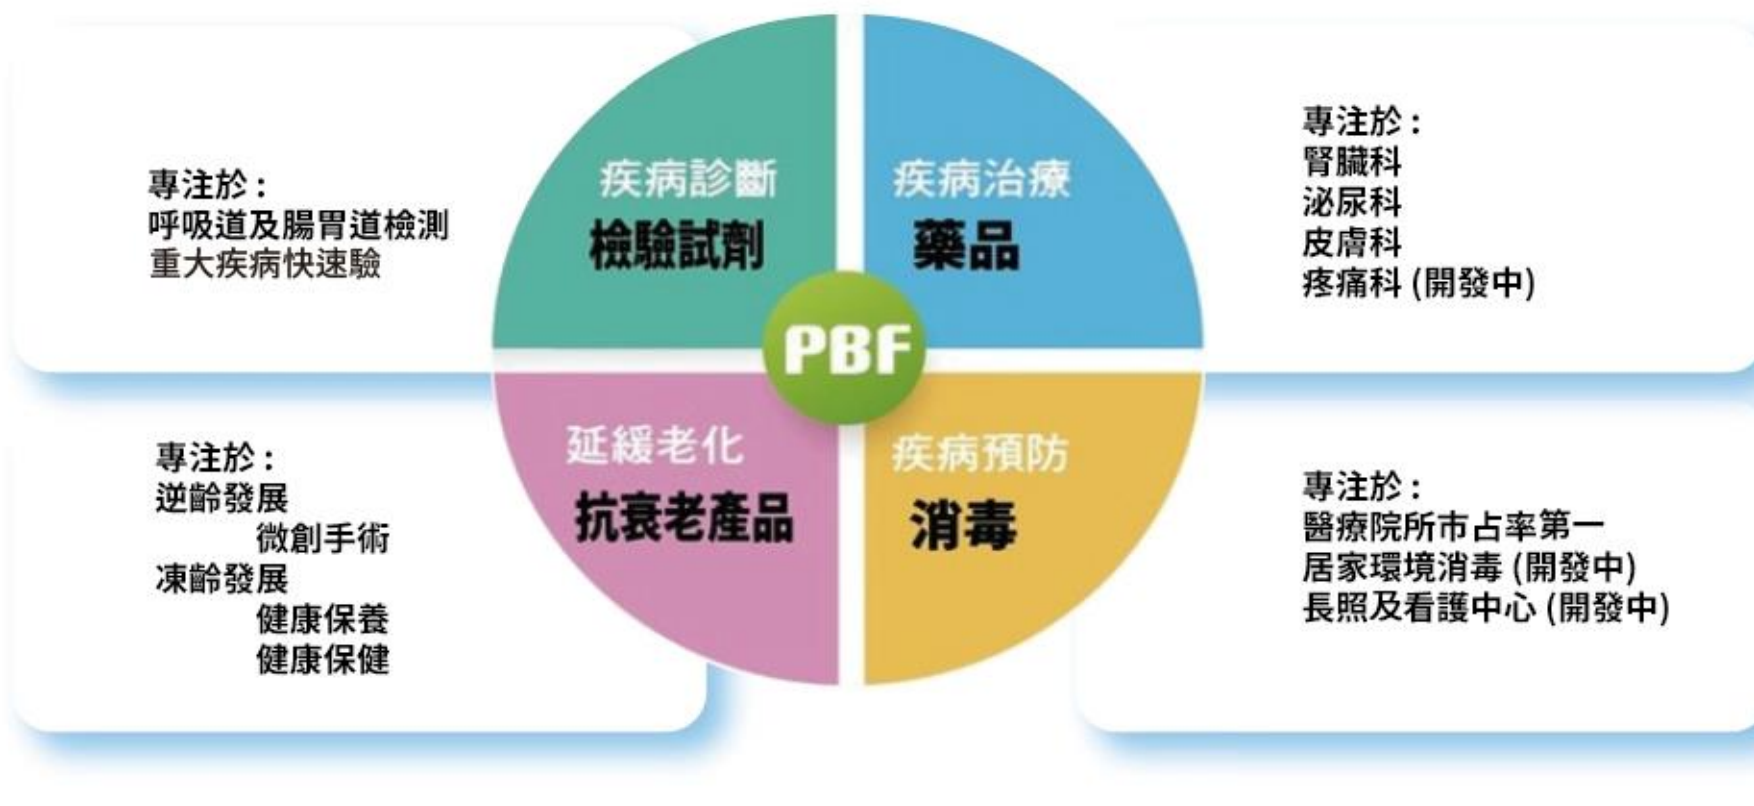 專注於 :
呼吸道及腸胃道檢測
重大疾病快速驗
疾病診斷
檢驗試劑
疾病治療
藥品
專注於 :
腎臟科
泌尿科
皮膚科
疼痛科 (開發中)
PBF
專注於 :
逆齡發展
微創手術
凍齡發展
健康保養
健康保健
延緩老化
抗衰老產品
疾病預防
消毒
專注於 :
醫療院所市占率第一
居家環境消毒 (開發中)
長照及看護中心 (開發中)